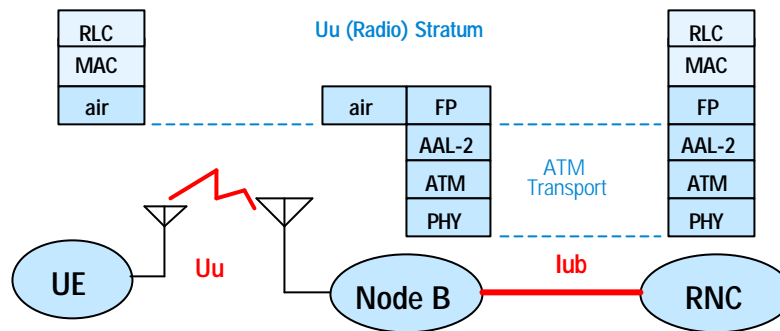 RLC
Uu (Radio) Stratum
RLC
MAC
MAC
air
air
FP
FP
AAL-2
AAL-2
ATM
Transport
ATM
ATM
PHY
PHY
UE
Uu
Node B
Iub
RNC